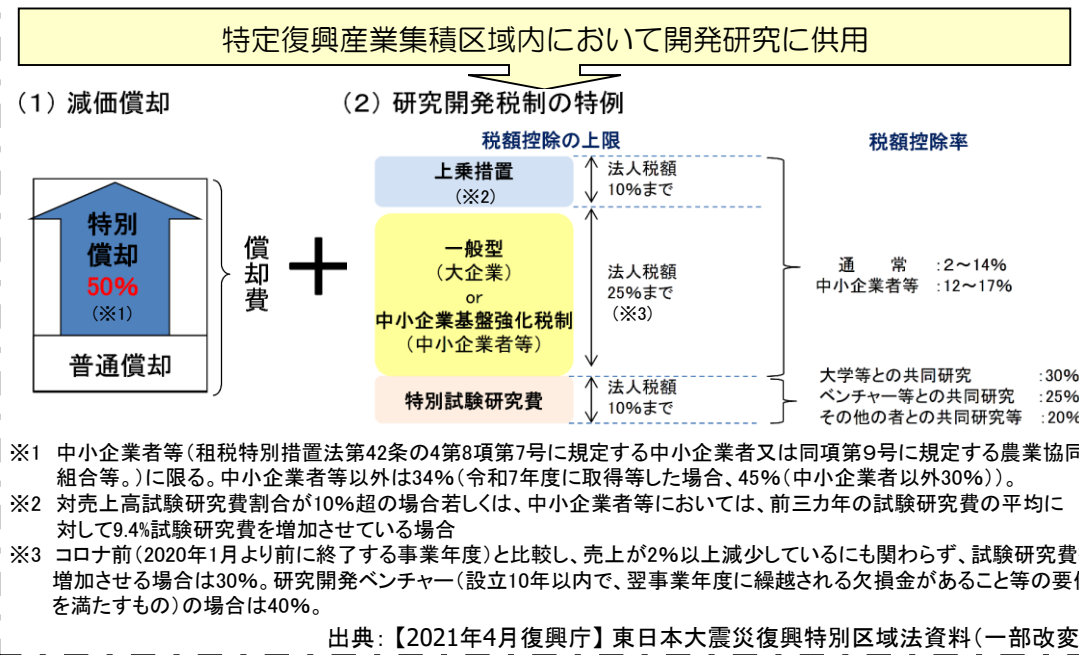 特定復興産業集積区域内において開発研究に供用
(1) 減価償却
(2) 研究開発税制の特例
税額控除の上限
税額控除率
特別
償却
50%
(※1)
普通償却
償却費
+
上乗措置
(※2)
法人税額
10%まで
一般型
(大企業)
or
中小企業基盤強化税制
(中小企業者等)
法人税額
25%まで
(※3)
特別試験研究費
法人税額
10%まで
通 常 :2~14%
中小企業者等 :12~17%
大学等との共同研究 :30%
ベンチャー等との共同研究 :25%
その他の者との共同研究等 :20%
※1 中小企業者等(租税特別措置法第42条の4第8項第7号に規定する中小企業者又は同項第9号に規定する農業協同
組合等。)に限る。中小企業者等以外は34%(令和7年度に取得等した場合、45%(中小企業者以外30%))。
※2 対売上高試験研究費割合が10%超の場合若しくは、中小企業者等においては、前三カ年の試験研究費の平均に
対して9.4%試験研究費を増加させている場合
※3 コロナ前(2020年1月より前に終了する事業年度)と比較し、売上が2%以上減少しているにも関わらず、試験研究費
増加させる場合は30%。研究開発ベンチャー(設立10年以内で、翌事業年度に繰越される欠損金があること等の要件
を満たすもの)の場合は40%。
出典:【2021年4月復興庁】東日本大震災復興特別区域法資料(一部改変